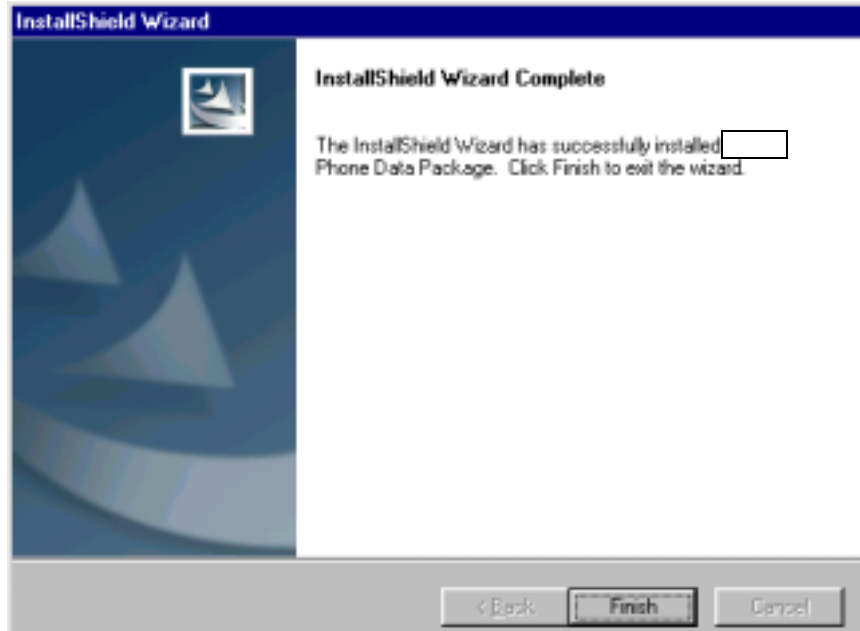 InstallShield Wizard
InstallShield Wizard Complete
The InstallShield Wizard has successfully installed
Phone Data Package. Click Finish to exit the wizard.
< Back Finish Cancel